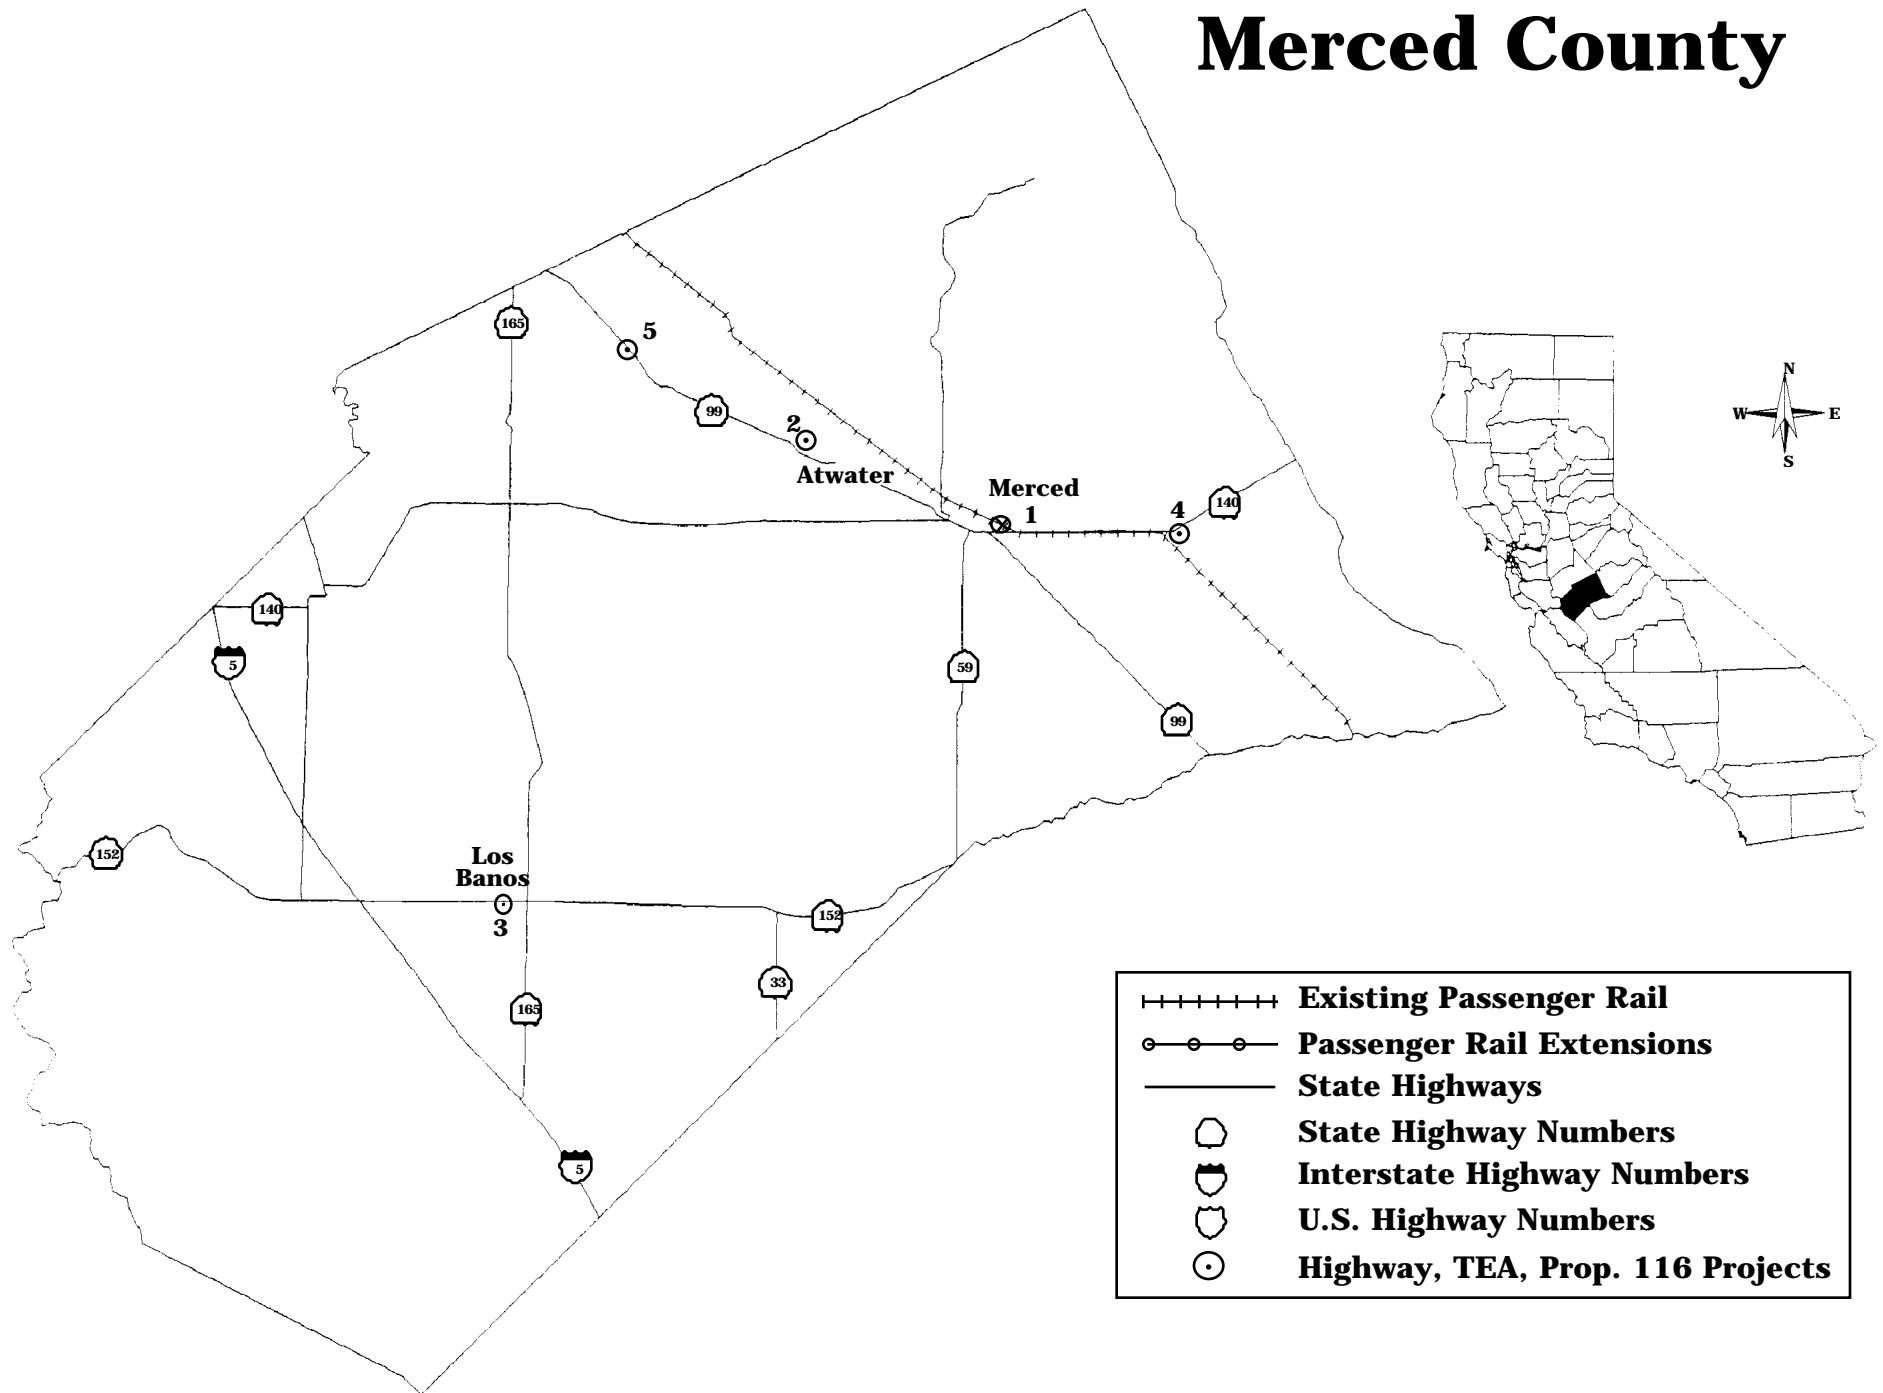 Merced County
165
5
99
2
Atwater
Merced
1
4
140
N
W
E
S
140
5
59
99
152
Los
Banos
3
152
33
165
5
Existing Passenger Rail
Passenger Rail Extensions
State Highways
State Highway Numbers
Interstate Highway Numbers
U.S. Highway Numbers
Highway, TEA, Prop. 116 Projects